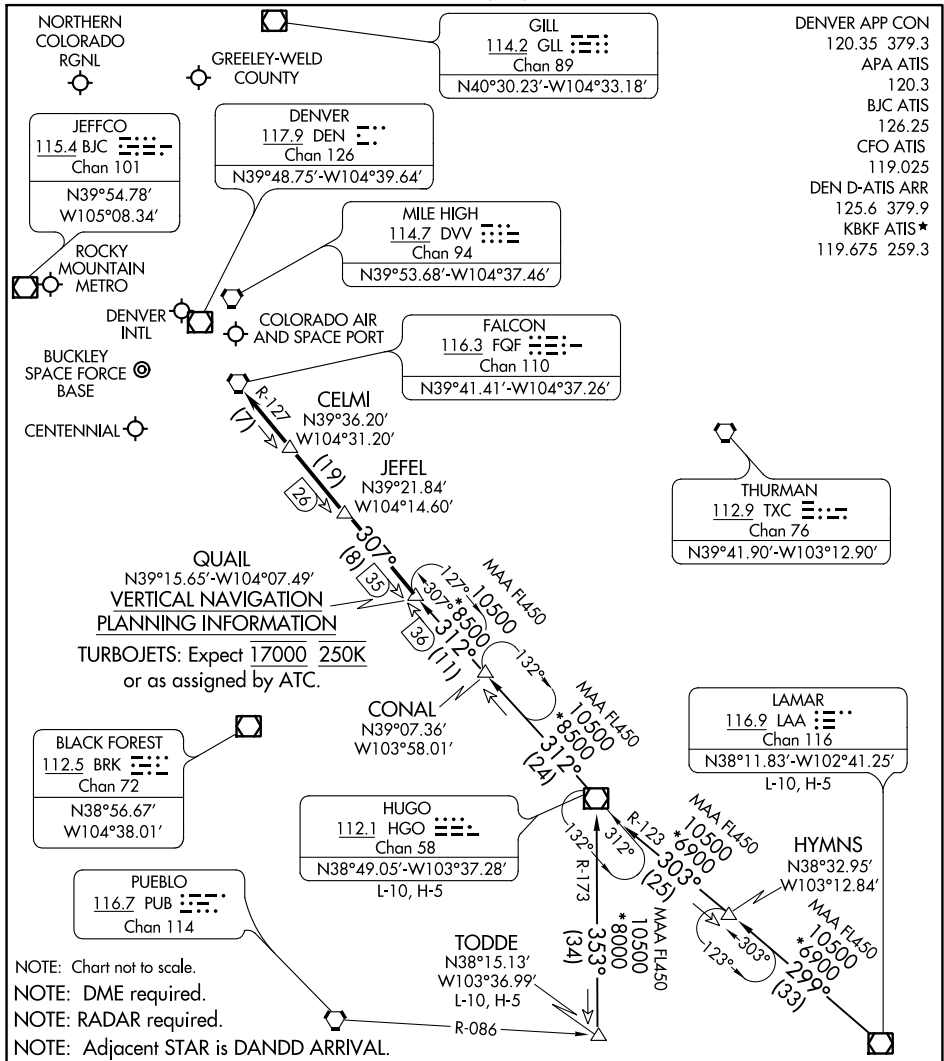 NORTHERN
COLORADO
RGNL
GREELEY-WELD
COUNTY
GILL
114.2 GLL
Chan 89
N40°30.23'-W104°33.18'
DENVER APP CON
120.35 379.3
APA ATIS
120.3
BJC ATIS
126.25
CFO ATIS
119.025
DEN D-ATIS ARR
125.6 379.9
KBKF ATIS★
119.675 259.3
JEFFCO
115.4 BJC
Chan 101
N39°54.78'
W105°08.34'
DENVER
117.9 DEN
Chan 126
N39°48.75'-W104°39.64'
MILE HIGH
114.7 DVV
Chan 94
N39°53.68'-W104°37.46'
ROCKY
MOUNTAIN
METRO
DENVER
INTL
COLORADO AIR
AND SPACE PORT
BUCKLEY
SPACE FORCE
BASE
CENTENNIAL
FALCON
116.3 FQF
Chan 110
N39°41.41'-W104°37.26'
R-127
(7)
CELMI
N39°36.20'
W104°31.20'
(19)
26
JEFEL
N39°21.84'
W104°14.60'
THURMAN
112.9 TXC
Chan 76
N39°41.90'-W103°12.90'
307°
(8)
35
QUAIL
N39°15.65'-W104°07.49'
VERTICAL NAVIGATION
PLANNING INFORMATION
TURBOJETS: Expect 17000 250K
or as assigned by ATC.
127°
307°
MAA FL450
10500
*8500
312°
(11)
36
132°
CONAL
N39°07.36'
W103°58.01'
MAA FL450
10500
*8500
312°
(24)
LAMAR
116.9 LAA
Chan 116
N38°11.83'-W102°41.25'
L-10, H-5
BLACK FOREST
112.5 BRK
Chan 72
N38°56.67'
W104°38.01'
HUGO
112.1 HGO
Chan 58
N38°49.05'-W103°37.28'
L-10, H-5
132°
312°
R-123
MAA FL450
10500
*6900
303°
(25)
HYMNS
N38°32.95'
W103°12.84'
303°
123°
MAA FL450
10500
*6900
299°
(33)
R-173
MAA FL450
10500
*8000
353°
(34)
PUEBLO
116.7 PUB
Chan 114
TODDE
N38°15.13'
W103°36.99'
L-10, H-5
R-086
NOTE: Chart not to scale.
NOTE: DME required.
NOTE: RADAR required.
NOTE: Adjacent STAR is DANDD ARRIVAL.